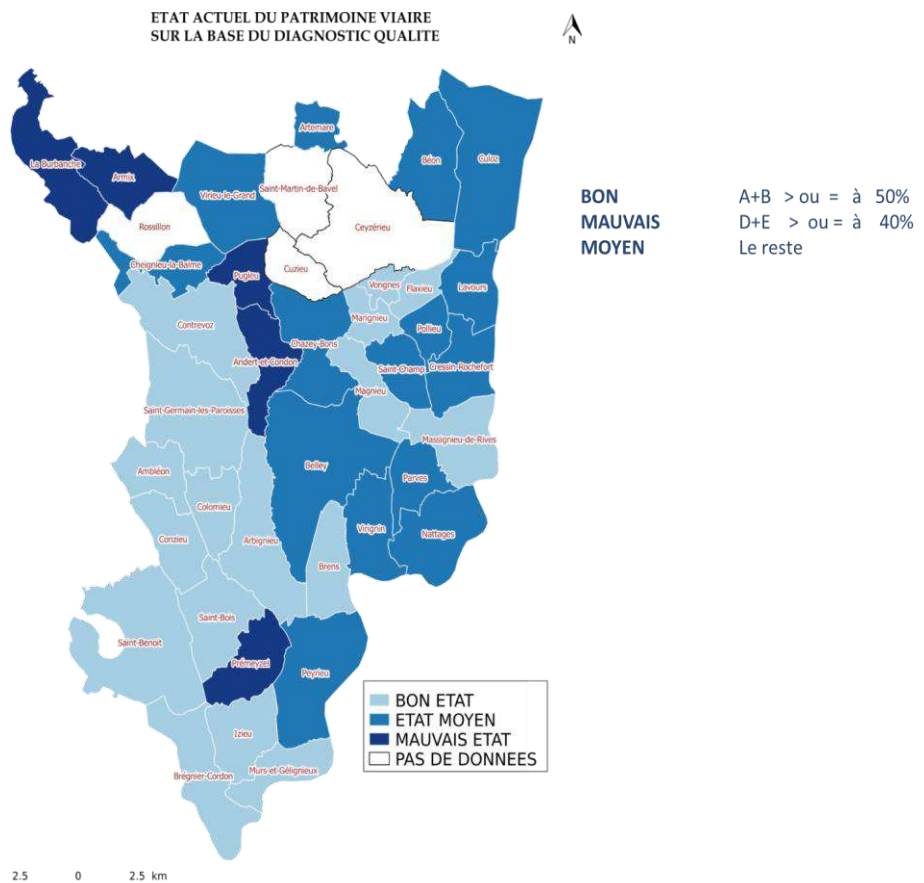 ETAT ACTUEL DU PATRIMOINE VIAIRE
SUR LA BASE DU DIAGNOSTIC QUALITE
N
Artemare
La Burbanche
Armix
Virieu-le-Grand
Saint-Martin-de-Bavel
Béon
Culoz
Rossillon
Ceyzérieu
Cheignieu-la-Balme
Pugieu
Cuzieu
Vongnes
Flaxieu
Lavours
Contrevoz
Marignieu
Pollieu
Andert-et-Condon
Chazey-Bons
Saint-Champ
Cressin-Rochefort
Magnieu
Saint-Germain-les-Paroisses
Massignieu-de-Rives
Ambléon
Belley
Parves
Colomieu
Conzieu
Arbignieu
Virignin
Nattages
Brens
Saint-Bois
Saint-Benoit
Prémeyzel
Peyrieu
Izieu
Brégnier-Cordon
Murs-et-Gélignieux
BON ETAT
ETAT MOYEN
MAUVAIS ETAT
PAS DE DONNEES
2.5 0 2.5 km
BON A+B > ou = à 50%
MAUVAIS D+E > ou = à 40%
MOYEN Le reste